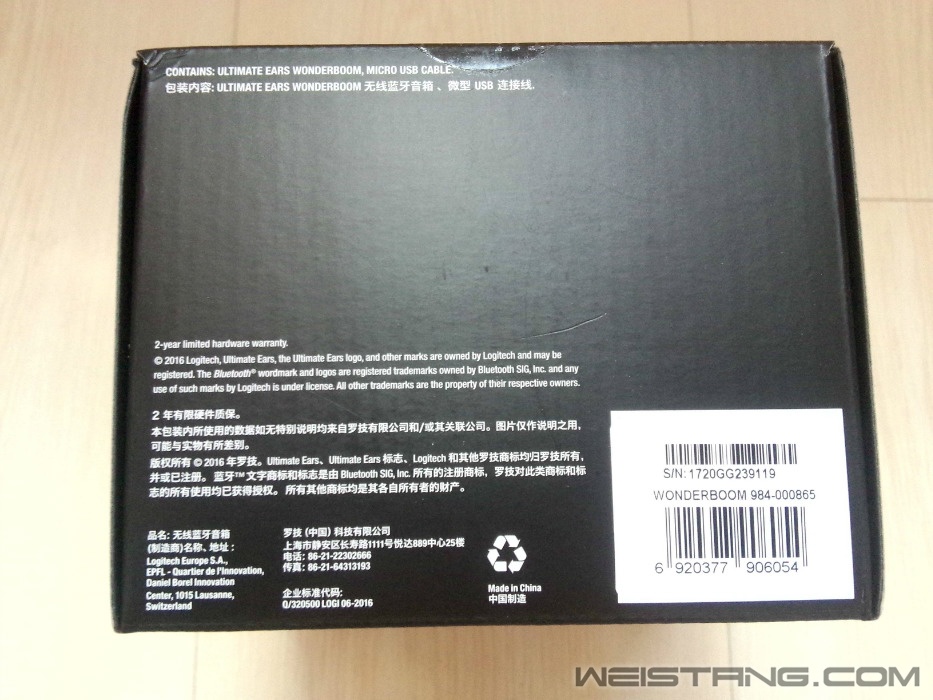 CONTAINS: ULTIMATE EARS WONDERBOOM, MICRO USB CABLE.
包装内容: ULTIMATE EARS WONDERBOOM 无线蓝牙音箱 、微型 USB 连接线.
2-year limited hardware warranty.
© 2016 Logitech, Ultimate Ears, the Ultimate Ears logo, and other marks are owned by Logitech and may be
registered. The Bluetooth® wordmark and logos are registered trademarks owned by Bluetooth SIG, Inc. and any
use of such marks by Logitech is under license. All other trademarks are the property of their respective owners.
2 年有限硬件质保。
本包装内所使用的数据如无特别说明均来自罗技有限公司和/或其关联公司。图片仅作说明之用，
可能与实物有所差别。
版权所有 © 2016 年罗技。Ultimate Ears、Ultimate Ears 标志、Logitech 和其他罗技商标均归罗技所有，
并或已注册。 蓝牙™ 文字商标和标志是由 Bluetooth SIG, Inc. 所有的注册商标，罗技对此类商标和标
志的所有使用均已获得授权。 所有其他商标均是其各自所有者的财产。
品名: 无线蓝牙音箱
(制造商)名称、地址：
Logitech Europe S.A.,
EPFL - Quartier de l'Innovation,
Daniel Borel Innovation
Center, 1015 Lausanne,
Switzerland
罗技 (中国) 科技有限公司
上海市静安区长寿路1111号悦达889中心25楼
电话: 86-21-22302666
传真: 86-21-64313193
企业标准代码:
Q/320500 LOGI 06-2016
Made in China
中国制造
S/N: 1720GG239119
WONDERBOOM 984-000865
6 920377 906054
WEISTANG.COM